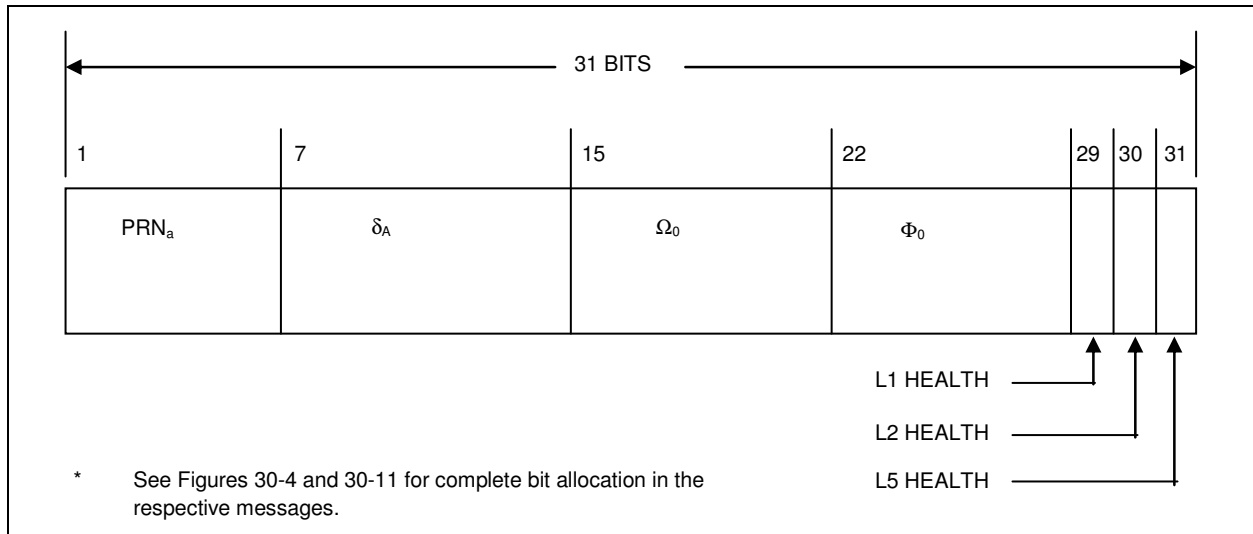 31 BITS
1 7 15 22 29 30 31
PRNa δA Ω0 Φ0
L1 HEALTH
L2 HEALTH
L5 HEALTH
* See Figures 30-4 and 30-11 for complete bit allocation in the
respective messages.